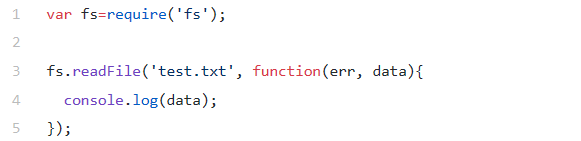 1 var fs=require('fs');
2
3 fs.readFile('test.txt', function(err, data){
4   console.log(data);
5 });